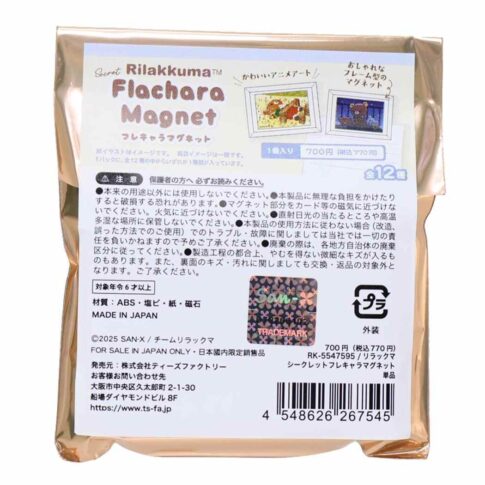 Secret
Rilakkuma™
Flachara
Magnet
フレキャラマグネット
かわいいアニメアート
おしゃれな
フレーム型の
マグネット
1個入り 700円(税込770円)
全12種
⚠注意 保護者の方へ 必ずお読みください。
●本来の用途以外には使用しないでください。●本製品に無理な負担をかけたり
すると破損する恐れがあります。●マグネット部分をカード等の磁気に近づけな
いでください。火気に近づけないでください。●直射日光の当たるところや高温
多湿な場所に保管しないでください。●本製品の使用方法に従わない場合(改造、
誤った方法でのご使用)でのトラブル・故障に関しましては当社では一切の責任
を負いかねますので予めご了承ください。●廃棄の際は、各地方自治体の廃棄
区分に従ってください。●製造工程の都合上、やむを得ない微細なキズが入るも
のがあります。また、裏面のキズ・汚れに関しましても交換・返品の対象外と
なります。ご了承ください。
対象年令6才以上
材質:ABS・塩ビ・紙・磁石
MADE IN JAPAN
©2025 SAN-X / チームリラックマ
FOR SALE IN JAPAN ONLY・日本國内限定銷售品
発売元:株式会社ティーズファクトリー
お客様お問い合わせ先
大阪市中央区久太郎町2-1-30
船場ダイヤモンドビル8F
https://www.ts-fa.jp
SAN-X
TRADEMARK
プラ
外装
700円(税込770円)
RK-5547595 / リラックマ
シークレットフレキャラマグネット
単品
4 548626 267545